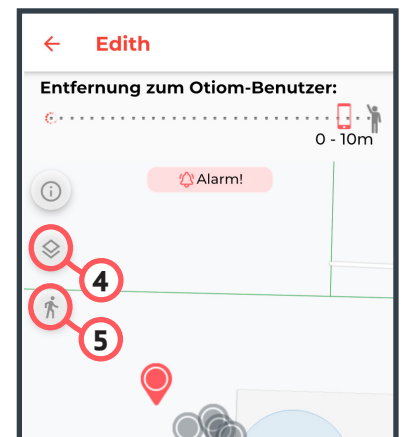 Edith
Entfernung zum Otiom-Benutzer:
0 - 10m
Alarm!
4
5